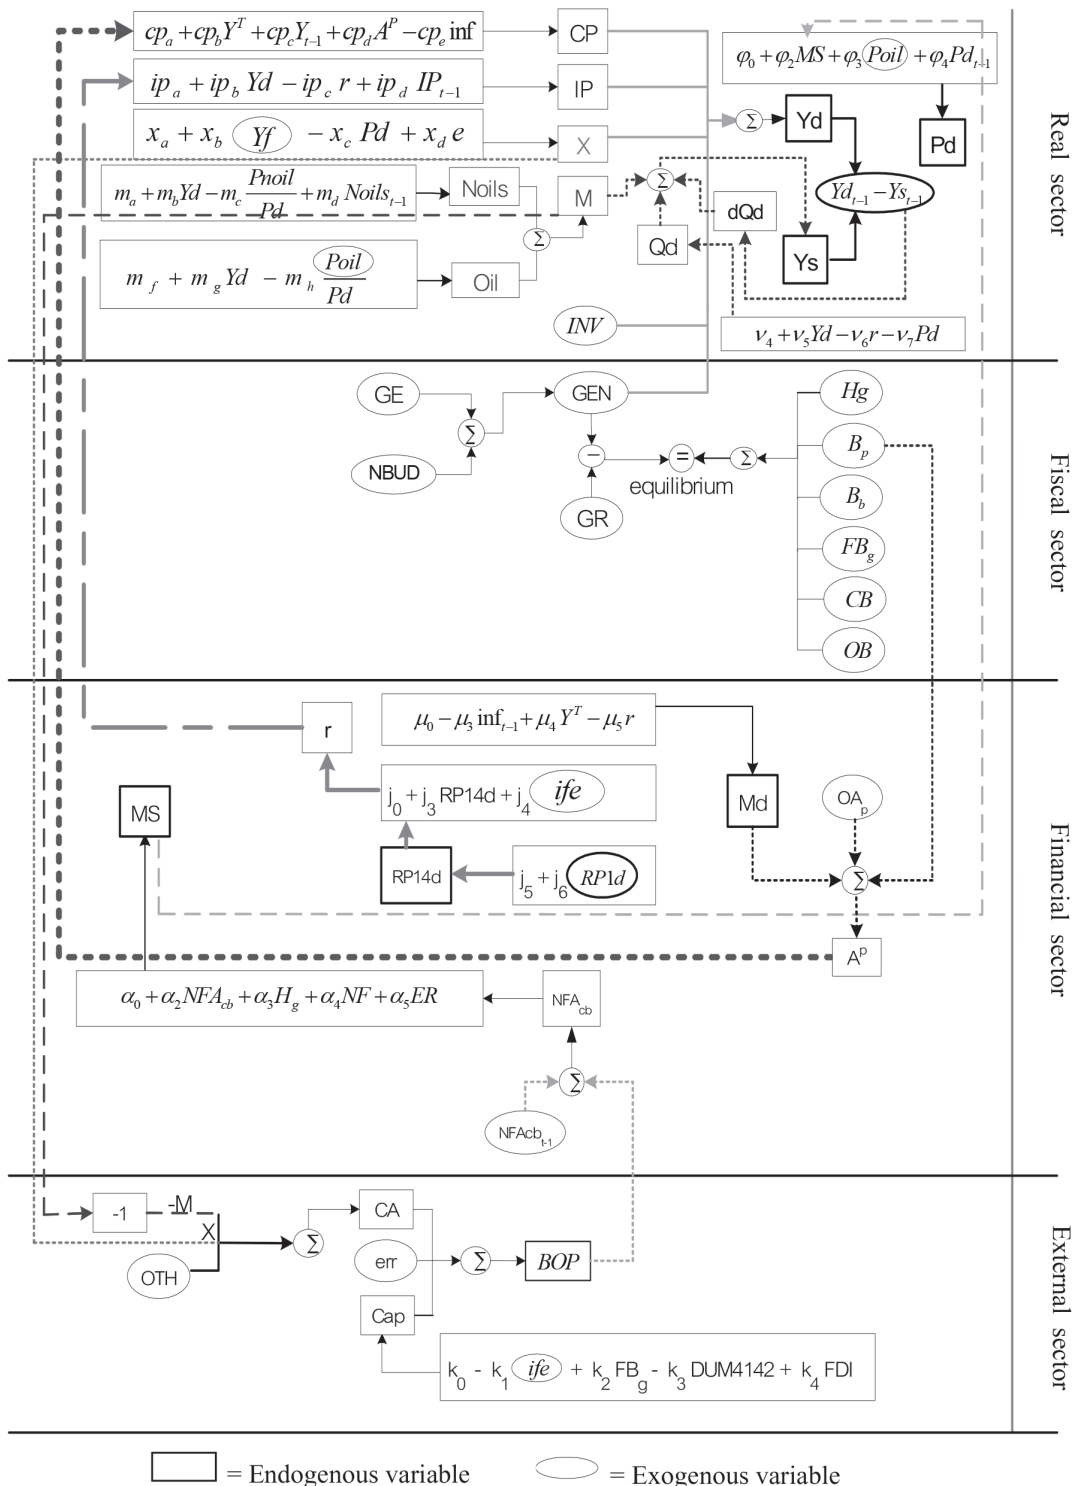 cp_a + cp_b Y^T + cp_c Y_{t-1} + cp_d A^P − cp_e inf
CP
φ_0 + φ_2 MS + φ_3 Poil + φ_4 Pd_{t-1}
ip_a + ip_b Yd − ip_c r + ip_d IP_{t-1}
IP
Σ
Yd
Pd
x_a + x_b Yf − x_c Pd + x_d e
X
m_a + m_b Yd − m_c Pnoil/Pd + m_d Noils_{t-1}
Noils
M
Σ
dQd
Yd_{t-1} − Ys_{t-1}
Σ
Qd
Ys
m_f + m_g Yd − m_h Poil/Pd
Oil
INV
ν_4 + ν_5 Yd − ν_6 r − ν_7 Pd
Real sector
GE
GEN
Hg
Σ
NBUD
−
=
Σ
equilibrium
B_p
GR
B_b
FB_g
CB
OB
Fiscal sector
r
μ_0 − μ_3 inf_{t-1} + μ_4 Y^T − μ_5 r
MS
j_0 + j_3 RP14d + j_4 ife
Md
OA_p
RP14d
j_5 + j_6 RP1d
Σ
A^p
α_0 + α_2 NFA_{cb} + α_3 H_g + α_4 NF + α_5 ER
NFA_{cb}
Σ
NFAcb_{t-1}
Financial sector
-1
-M
X
OTH
Σ
CA
err
Cap
Σ
BOP
k_0 - k_1 ife + k_2 FB_g - k_3 DUM4142 + k_4 FDI
External sector
= Endogenous variable
= Exogenous variable